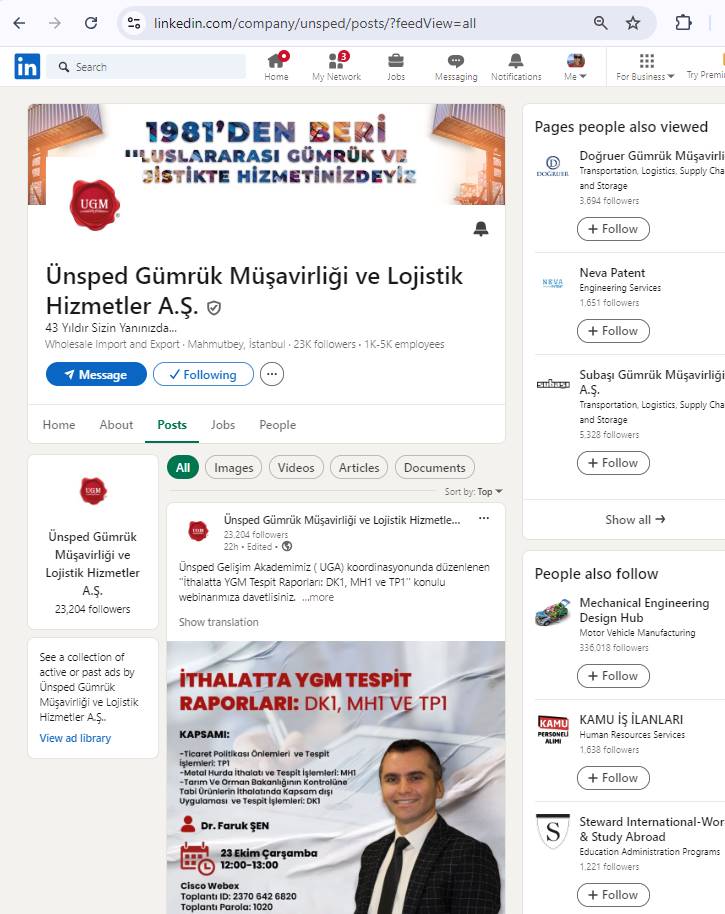 linkedin.com/company/unsped/posts/?feedView=all
in
Search
Home
3
My Network
Jobs
Messaging
Notifications
Me
For Business
Try Premi
1981'DEN BERİ
ULUSLARARASI GÜMRÜK VE
JİSTİKTE HİZMETİNİZDEYİZ
UGM
Ünsped Gümrük Müşavirliği ve Lojistik
Hizmetler A.Ş.
43 Yıldır Sizin Yanınızda...
Wholesale Import and Export · Mahmutbey, İstanbul · 23K followers · 1K-5K employees
Message
Following
Home
About
Posts
Jobs
People
UGM
Ünsped Gümrük
Müşavirliği ve
Lojistik Hizmetler
A.Ş.
23,204 followers
See a collection of
active or past ads by
Ünsped Gümrük
Müşavirliği ve Lojistik
Hizmetler A.Ş..
View ad library
All
Images
Videos
Articles
Documents
Sort by: Top
UGM
Ünsped Gümrük Müşavirliği ve Lojistik Hizmetle...
23,204 followers
22h • Edited •
Ünsped Gelişim Akademimiz ( UGA) koordinasyonunda düzenlenen
"İthalatta YGM Tespit Raporları: DK1, MH1 ve TP1" konulu
webinarımıza davetlisiniz. ...more
Show translation
İTHALATTA YGM TESPİT
RAPORLARI: DK1, MH1 VE TP1
KAPSAMI:
-Ticaret Politikası Önlemleri ve Tespit
İşlemleri: TP1
-Metal Hurda İthalatı ve Tespit İşlemleri: MH1
-Tarım Ve Orman Bakanlığının Kontrolüne
Tabi Ürünlerin İthalatında Kapsam dışı
Uygulaması ve Tespit İşlemleri: DK1
Dr. Faruk ŞEN
23 Ekim Çarşamba
12:00-13:00
Cisco Webex
Toplantı ID: 2370 642 6820
Toplantı Parola: 1020
Pages people also viewed
DOĞRUER
Doğruer Gümrük Müşavirli
Transportation, Logistics, Supply Cha
and Storage
3,694 followers
+ Follow
NEVA
Neva Patent
Engineering Services
1,651 followers
+ Follow
subaşı
Subaşı Gümrük Müşavirliği
A.Ş.
Transportation, Logistics, Supply Cha
and Storage
5,328 followers
+ Follow
Show all →
People also follow
Mechanical Engineering
Design Hub
Motor Vehicle Manufacturing
336,018 followers
+ Follow
KAMU
PERSONELİ
ALIMI
KAMU İŞ İLANLARI
Human Resources Services
1,638 followers
+ Follow
S
Steward International-Wor
& Study Abroad
Education Administration Programs
1,221 followers
+ Follow